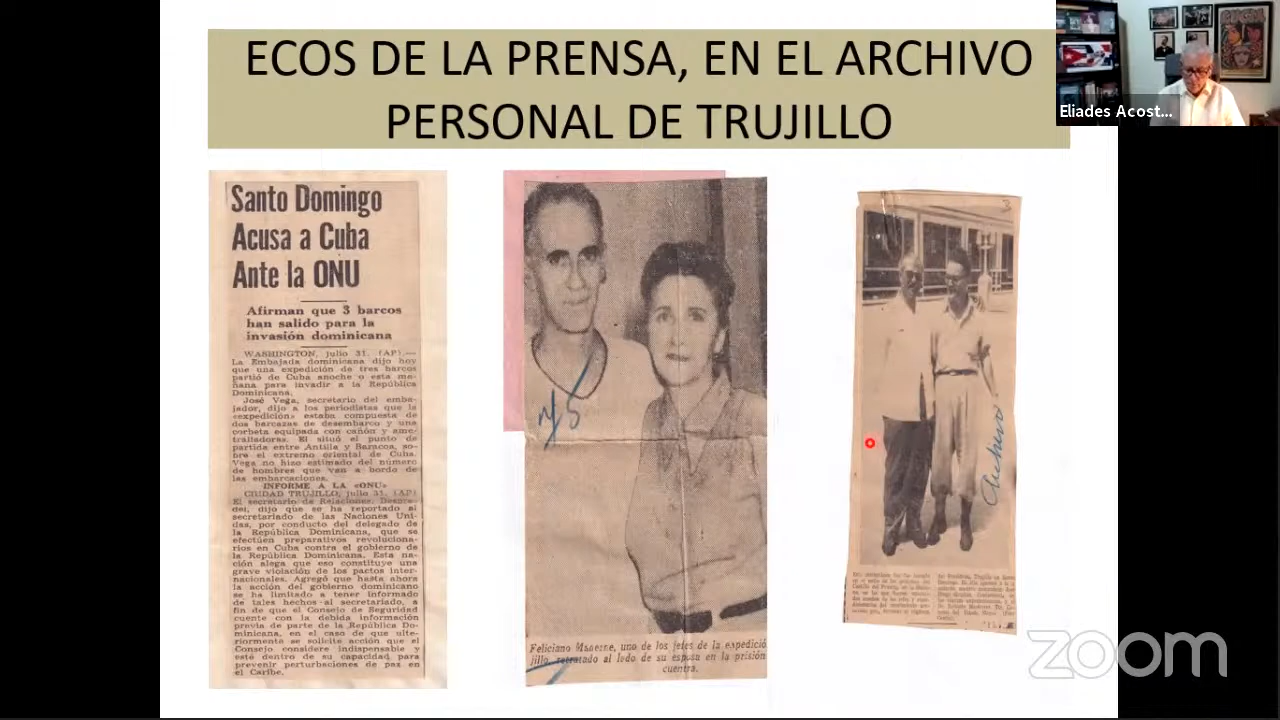 ECOS DE LA PRENSA, EN EL ARCHIVO
PERSONAL DE TRUJILLO
Eliades Acost...
Santo Domingo
Acusa a Cuba
Ante la ONU
Afirman que 3 barcos
han salido para la
invasión dominicana
WASHINGTON, julio 31. (AP).—
La Embajada dominicana dijo hoy
que una expedición de tres barcos
partió de Cuba anoche o esta ma-
ñana para invadir a la República
Dominicana.
José Vega, secretario del emba-
jador, dijo a los periodistas que la
«expedición» estaba compuesta de
dos barcazas de desembarco y una
corbeta equipada con cañón y ame-
tralladoras. El situó el punto de
partida entre Antilla y Baracoa, so-
bre el extremo oriental de Cuba.
Vega no hizo estimado del número
de hombres que van a bordo de
las embarcaciones.
INFORME A LA «ONU»
CIUDAD TRUJILLO, julio 31. (AP)
El secretario de Relaciones,
del, dijo que se ha reportado al
secretariado de las Naciones Uni-
das, por conducto del delegado de
la República Dominicana, que se
efectúen preparativos revoluciona-
rios en Cuba contra el gobierno de
la República Dominicana. Esta na-
ción alega que eso constituye una
grave violación de los pactos inter-
nacionales. Agregó que hasta ahora
la acción del gobierno dominicano
se ha limitado a tener informado
de tales hechos al secretariado, a
fin de que el Consejo de Seguridad
cuente con la debida información
previa de parte de la República Do-
minicana, en el caso de que ulte-
riormente se solicite acción que el
Consejo considere indispensable y
esté dentro de su capacidad para
prevenir perturbaciones de paz en
el Caribe.
45
Feliciano uno de los jefes de la expedició
jillo, retratado al lado de su esposa en la prisión
cuentra.
3
Archivo
zoom